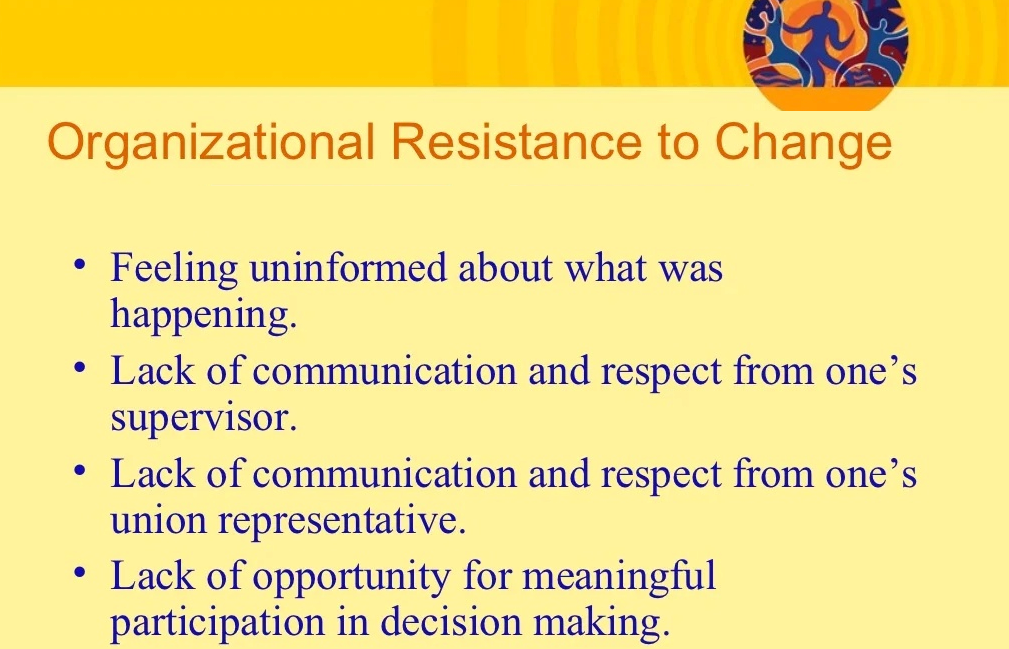 Organizational Resistance to Change
• Feeling uninformed about what was
happening.
• Lack of communication and respect from one’s
supervisor.
• Lack of communication and respect from one’s
union representative.
• Lack of opportunity for meaningful
participation in decision making.